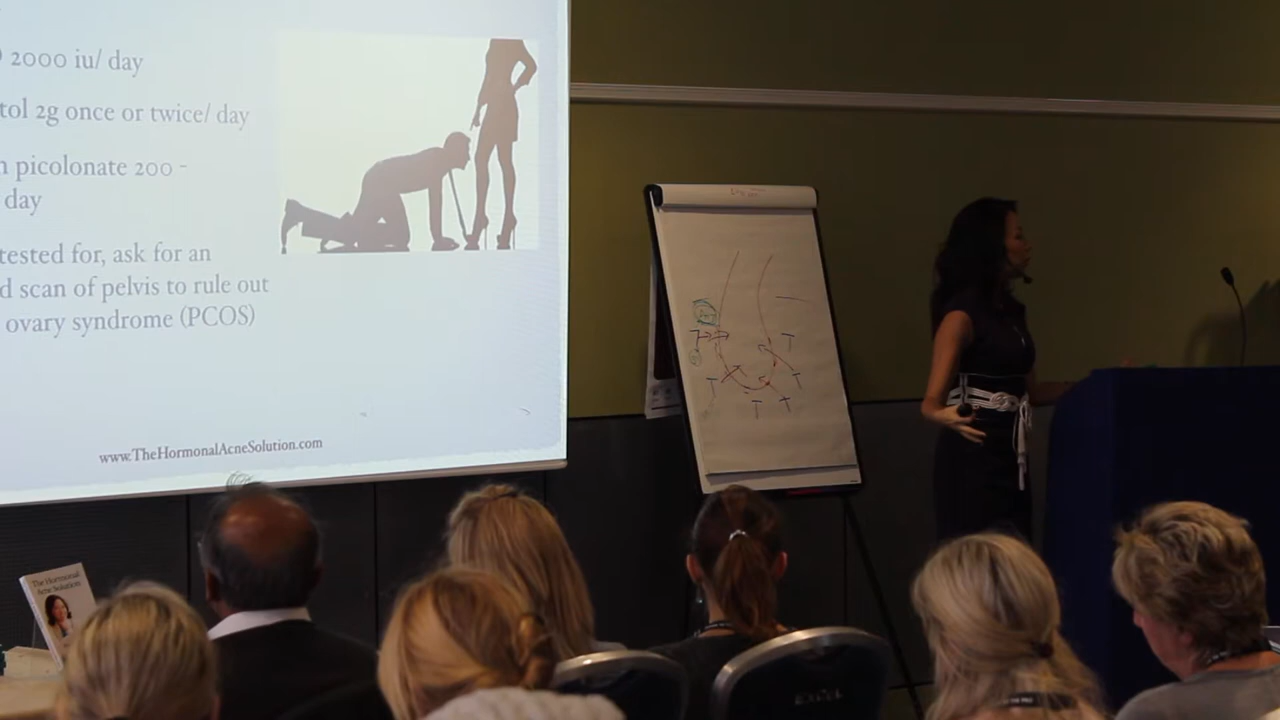 2000 iu/ day
tol 2g once or twice/ day
n picolonate 200 -
day
tested for, ask for an
d scan of pelvis to rule out
ovary syndrome (PCOS)
www.TheHormonalAcneSolution.com
T
T
T
T
T
The Hormonal
Acne Solution
EXCEL